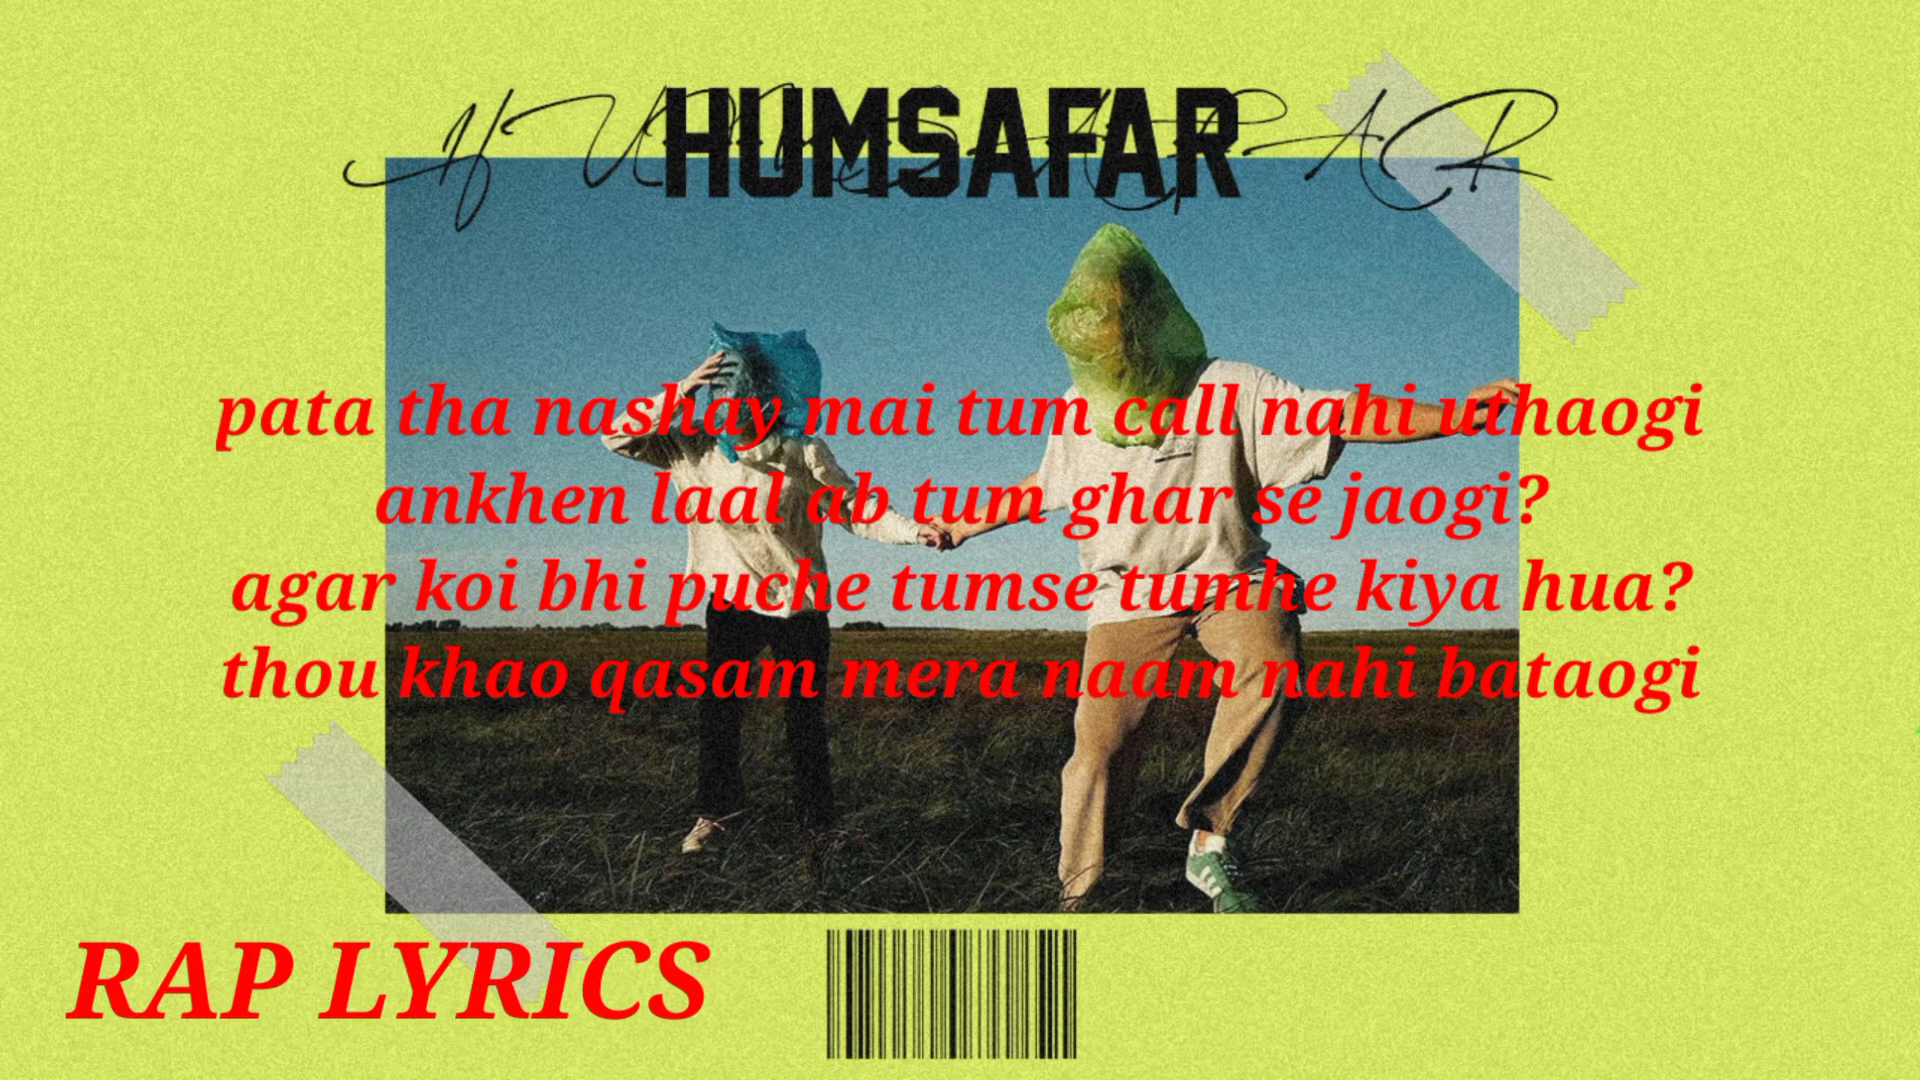 HUMSAFAR
HUMSAFAR
pata tha nashay mai tum call nahi uthaogi
ankhen laal ab tum ghar se jaogi?
agar koi bhi puche tumse tumhe kiya hua?
thou khao qasam mera naam nahi bataogi
RAP LYRICS